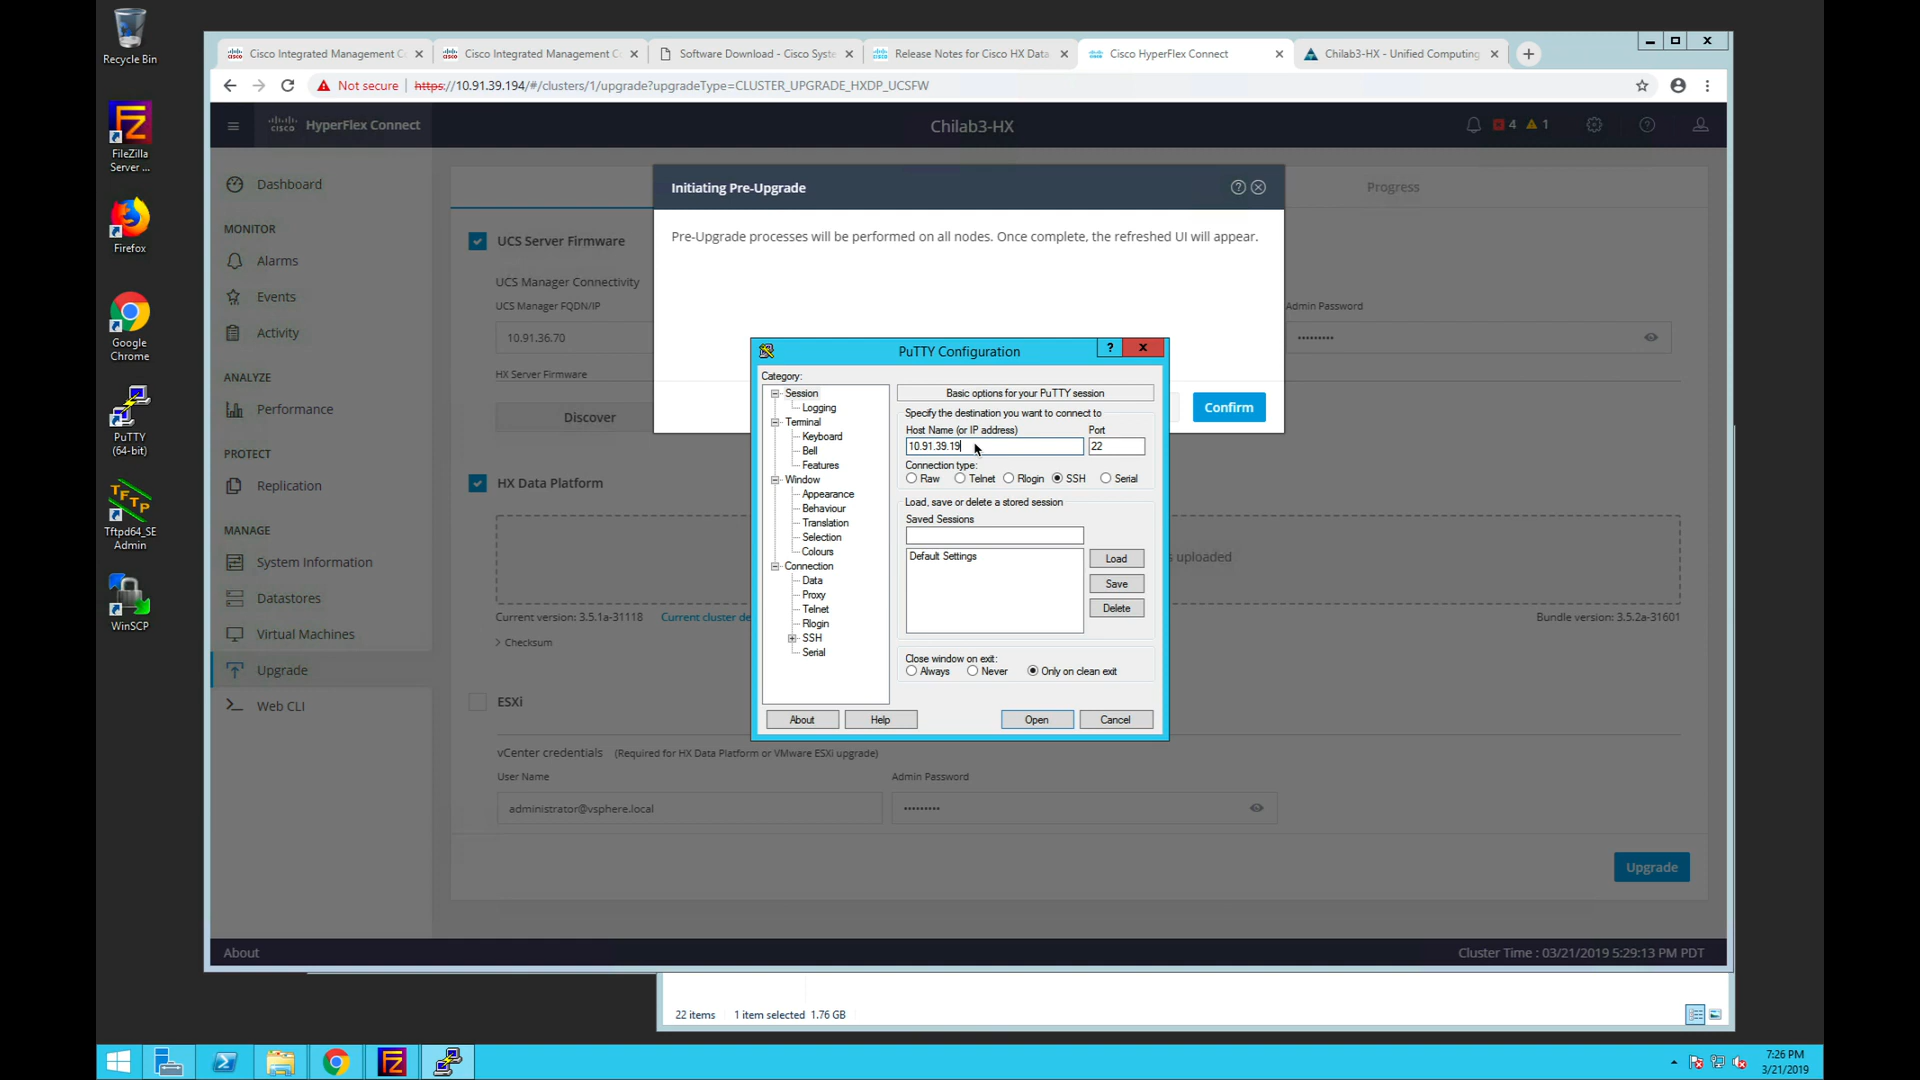 Recycle Bin
FileZilla
Server ...
Firefox
Google
Chrome
PuTTY
(64-bit)
Tftpd64_SE
Admin
WinSCP
Cisco Integrated Management C
Cisco Integrated Management C
Software Download - Cisco Syste
Release Notes for Cisco HX Data
Cisco HyperFlex Connect
Chilab3-HX - Unified Computing
Not secure
https://10.91.39.194/#/clusters/1/upgrade?upgradeType=CLUSTER_UPGRADE_HXDP_UCSFW
CISCO
HyperFlex Connect
Chilab3-HX
4
1
Dashboard
MONITOR
Alarms
Events
Activity
ANALYZE
Performance
PROTECT
Replication
MANAGE
System Information
Datastores
Virtual Machines
Upgrade
Web CLI
About
Progress
UCS Server Firmware
UCS Manager Connectivity
UCS Manager FQDN/IP
10.91.36.70
Admin Password
•••••••••
HX Server Firmware
Discover
HX Data Platform
s uploaded
Current version: 3.5.1a-31118
Current cluster de
Bundle version: 3.5.2a-31601
> Checksum
ESXi
vCenter credentials (Required for HX Data Platform or VMware ESXi upgrade)
User Name
Admin Password
administrator@vsphere.local
•••••••••
Upgrade
Cluster Time : 03/21/2019 5:29:13 PM PDT
Initiating Pre-Upgrade
Pre-Upgrade processes will be performed on all nodes. Once complete, the refreshed UI will appear.
Confirm
PuTTY Configuration
? X
Category:
Session
Logging
Terminal
Keyboard
Bell
Features
Window
Appearance
Behaviour
Translation
Selection
Colours
Connection
Data
Proxy
Telnet
Rlogin
SSH
Serial
Basic options for your PuTTY session
Specify the destination you want to connect to
Host Name (or IP address)
Port
10.91.39.19
22
Connection type:
Raw
Telnet
Rlogin
SSH
Serial
Load, save or delete a stored session
Saved Sessions
Default Settings
Load
Save
Delete
Close window on exit:
Always
Never
Only on clean exit
About
Help
Open
Cancel
22 items
1 item selected 1.76 GB
7:26 PM
3/21/2019